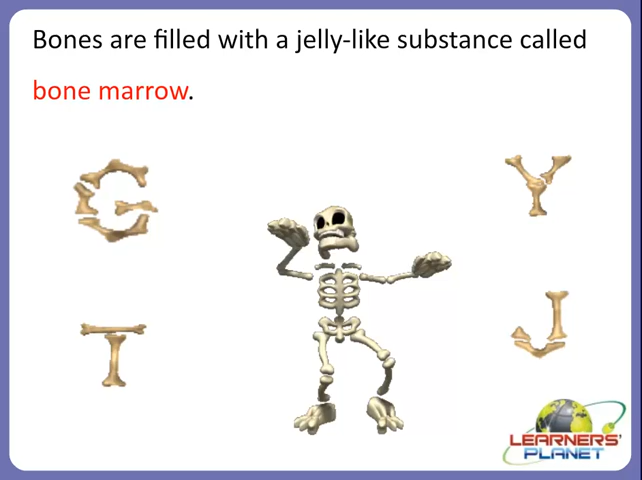 Bones are filled with a jelly-like substance called
bone marrow.
G
Y
T
J
LEARNERS'
PLANET